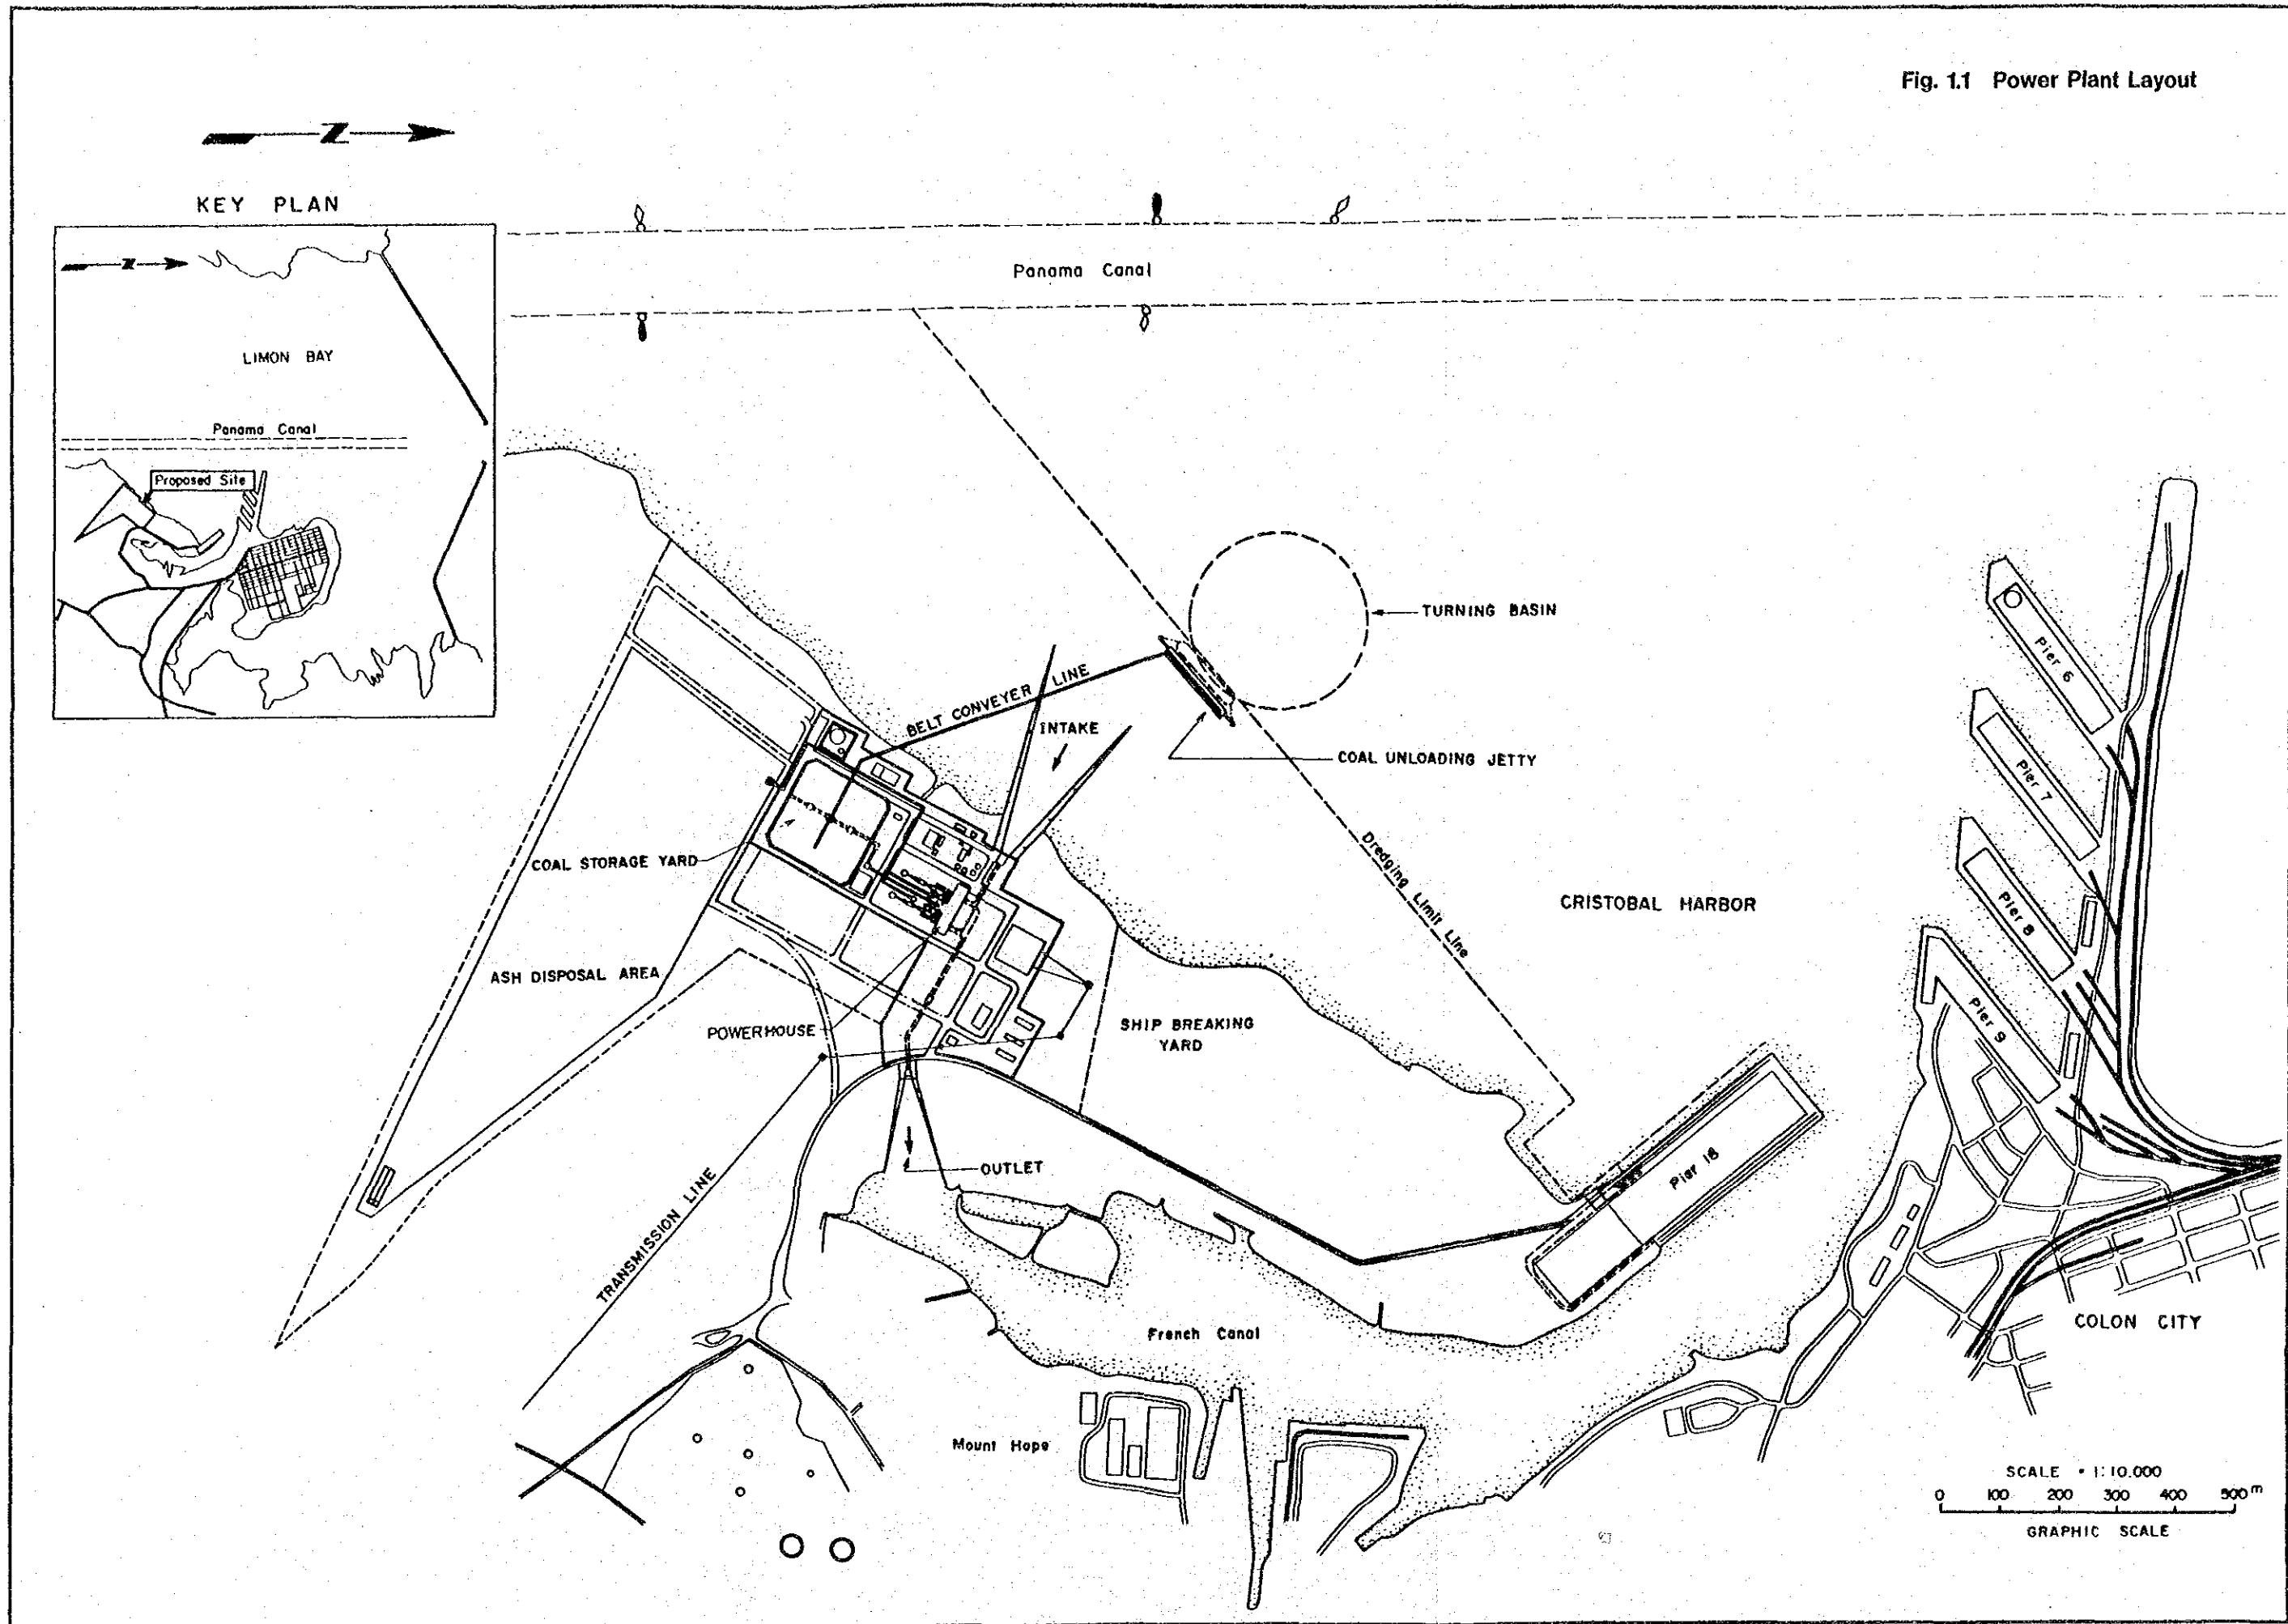 Fig. 1.1 Power Plant Layout
Z
KEY PLAN
Z
LIMON BAY
Panama Canal
Proposed Site
Panama Canal
TURNING BASIN
BELT CONVEYER LINE
INTAKE
COAL UNLOADING JETTY
Pier 6
Pier 7
Pier 8
Pier 9
COAL STORAGE YARD
Dredging Limit Line
CRISTOBAL HARBOR
ASH DISPOSAL AREA
POWERHOUSE
SHIP BREAKING
YARD
OUTLET
Pier 16
TRANSMISSION LINE
French Canal
COLON CITY
Mount Hope
SCALE • 1:10.000
0 100 200 300 400 500 m
GRAPHIC SCALE